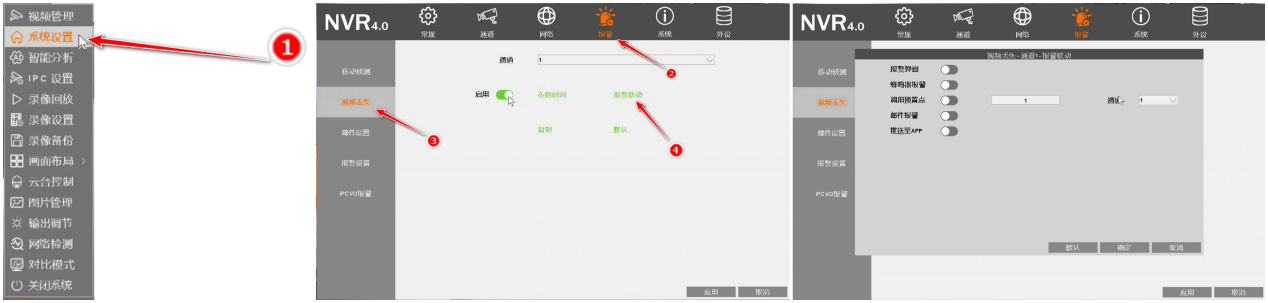 视频管理
系统设置
智能分析
IPC 设置
录像回放
录像设置
录像备份
画面布局 >
云台控制
图片管理
输出调节
网络检测
对比模式
关闭系统
1
NVR4.0
常规 通道 网络 报警 系统 外设
移动侦测
视频丢失
邮件设置
报警设置
IPC I/O报警
通道 1
启用 布防时间 报警联动
复制 默认
2
3
4
应用 取消
NVR4.0
常规 通道 网络 报警 系统 外设
移动侦测
视频丢失
邮件设置
报警设置
IPC I/O报警
视频丢失 - 通道1 - 报警联动
报警弹窗
蜂鸣器报警
调用预置点 1 通道 1
邮件报警
推送至APP
默认 确定 取消
应用 取消